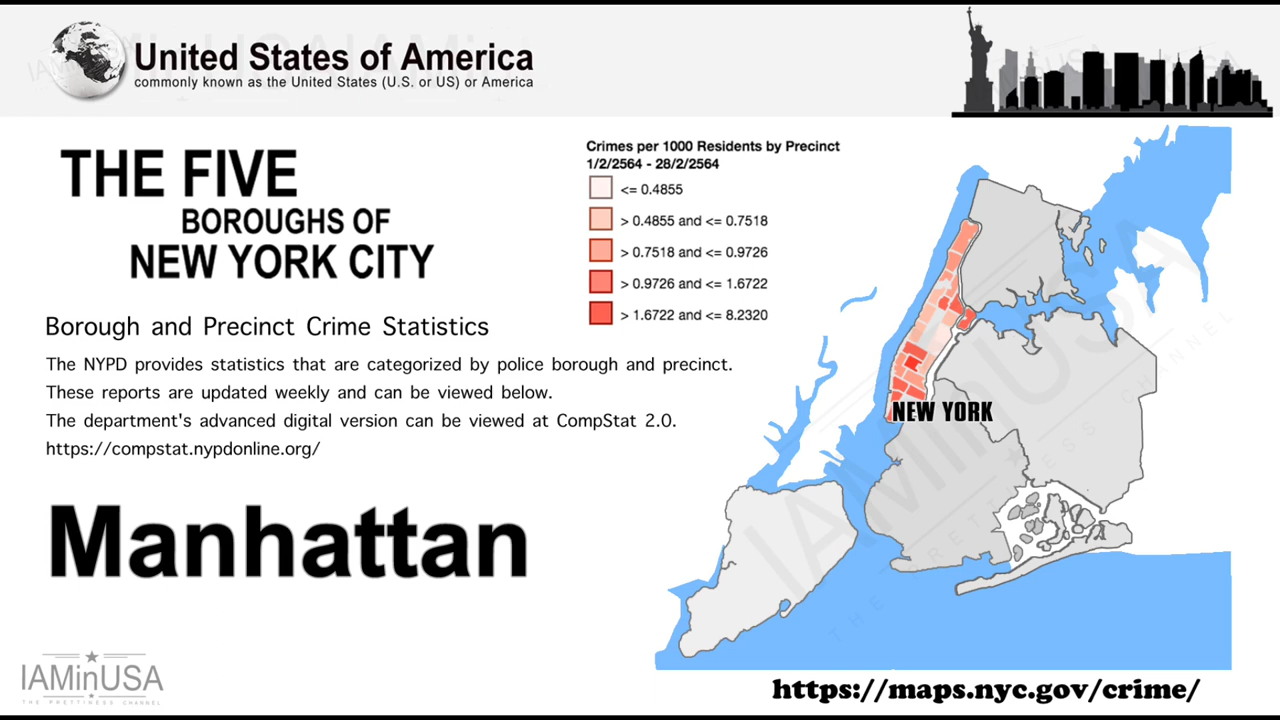 United States of America
commonly known as the United States (U.S. or US) or America
THE FIVE
BOROUGHS OF
NEW YORK CITY
Borough and Precinct Crime Statistics
The NYPD provides statistics that are categorized by police borough and precinct.
These reports are updated weekly and can be viewed below.
The department's advanced digital version can be viewed at CompStat 2.0.
https://compstat.nypdonline.org/
Manhattan
Crimes per 1000 Residents by Precinct
1/2/2564 - 28/2/2564
<= 0.4855
> 0.4855 and <= 0.7518
> 0.7518 and <= 0.9726
> 0.9726 and <= 1.6722
> 1.6722 and <= 8.2320
NEW YORK
IAMinUSA
THE PRETTINESS CHANNEL
https://maps.nyc.gov/crime/
IAMinUSA
THE PRETTINESS CHANNEL